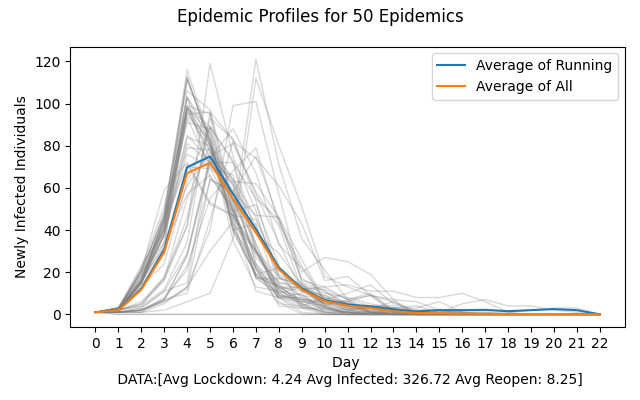 Epidemic Profiles for 50 Epidemics
Newly Infected Individuals
120
100
80
60
40
20
0
Average of Running
Average of All
0 1 2 3 4 5 6 7 8 9 10 11 12 13 14 15 16 17 18 19 20 21 22
Day
DATA:[Avg Lockdown: 4.24 Avg Infected: 326.72 Avg Reopen: 8.25]